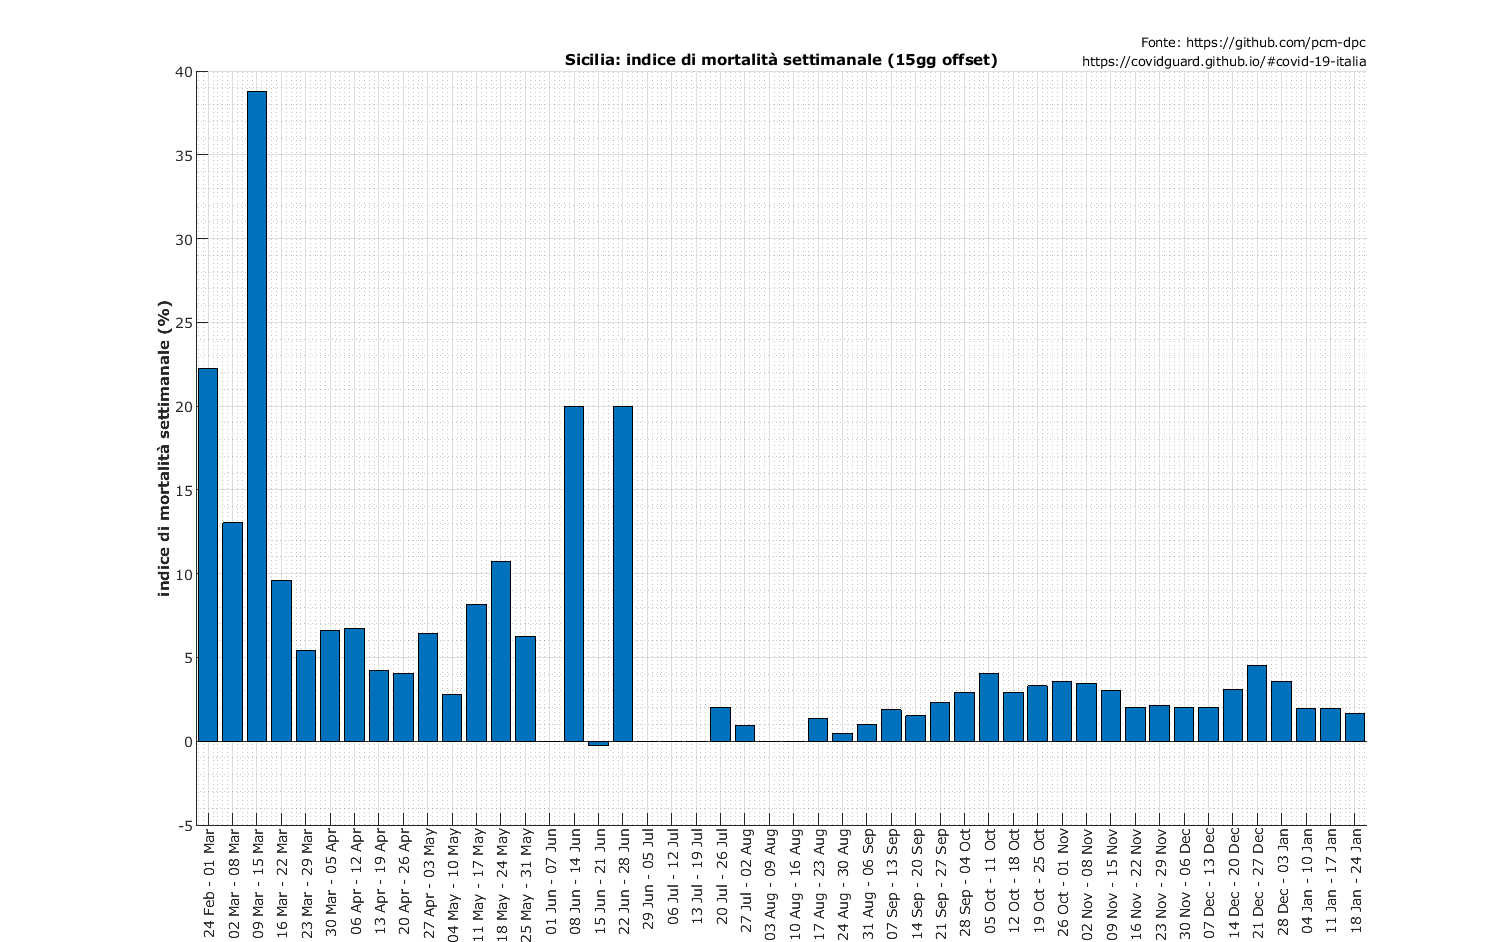 Fonte: https://github.com/pcm-dpc
https://covidguard.github.io/#covid-19-italia
Sicilia: indice di mortalità settimanale (15gg offset)
indice di mortalità settimanale (%)
40
35
30
25
20
15
10
5
0
-5
24 Feb - 01 Mar
02 Mar - 08 Mar
09 Mar - 15 Mar
16 Mar - 22 Mar
23 Mar - 29 Mar
30 Mar - 05 Apr
06 Apr - 12 Apr
13 Apr - 19 Apr
20 Apr - 26 Apr
27 Apr - 03 May
04 May - 10 May
11 May - 17 May
18 May - 24 May
25 May - 31 May
01 Jun - 07 Jun
08 Jun - 14 Jun
15 Jun - 21 Jun
22 Jun - 28 Jun
29 Jun - 05 Jul
06 Jul - 12 Jul
13 Jul - 19 Jul
20 Jul - 26 Jul
27 Jul - 02 Aug
03 Aug - 09 Aug
10 Aug - 16 Aug
17 Aug - 23 Aug
24 Aug - 30 Aug
31 Aug - 06 Sep
07 Sep - 13 Sep
14 Sep - 20 Sep
21 Sep - 27 Sep
28 Sep - 04 Oct
05 Oct - 11 Oct
12 Oct - 18 Oct
19 Oct - 25 Oct
26 Oct - 01 Nov
02 Nov - 08 Nov
09 Nov - 15 Nov
16 Nov - 22 Nov
23 Nov - 29 Nov
30 Nov - 06 Dec
07 Dec - 13 Dec
14 Dec - 20 Dec
21 Dec - 27 Dec
28 Dec - 03 Jan
04 Jan - 10 Jan
11 Jan - 17 Jan
18 Jan - 24 Jan